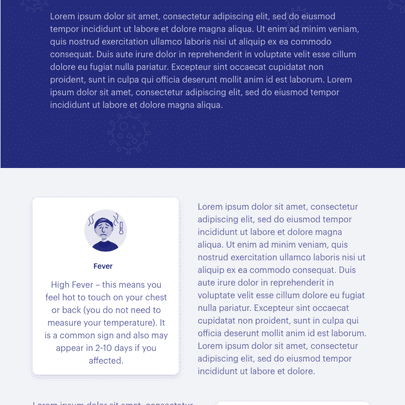 Lorem ipsum dolor sit amet, consectetur adipiscing elit, sed do eiusmod
tempor incididunt ut labore et dolore magna aliqua. Ut enim ad minim veniam,
quis nostrud exercitation ullamco laboris nisi ut aliquip ex ea commodo
consequat. Duis aute irure dolor in reprehenderit in voluptate velit esse cillum
dolore eu fugiat nulla pariatur. Excepteur sint occaecat cupidatat non
proident, sunt in culpa qui officia deserunt mollit anim id est laborum. Lorem
ipsum dolor sit amet, consectetur adipiscing elit, sed do eiusmod tempor
incididunt ut labore et dolore magna aliqua.
Fever
High Fever – this means you
feel hot to touch on your chest
or back (you do not need to
measure your temperature). It
is a common sign and also may
appear in 2-10 days if you
affected.
Lorem ipsum dolor sit amet, consectetur
adipiscing elit, sed do eiusmod tempor
incididunt ut labore et dolore magna
aliqua. Ut enim ad minim veniam, quis
nostrud exercitation ullamco laboris nisi ut
aliquip ex ea commodo consequat. Duis
aute irure dolor in reprehenderit in
voluptate velit esse cillum dolore eu fugiat
nulla pariatur. Excepteur sint occaecat
cupidatat non proident, sunt in culpa qui
officia deserunt mollit anim id est laborum.
Lorem ipsum dolor sit amet, consectetur
adipiscing elit, sed do eiusmod tempor
incididunt ut labore et dolore.
Lorem ipsum dolor sit amet, consectetur